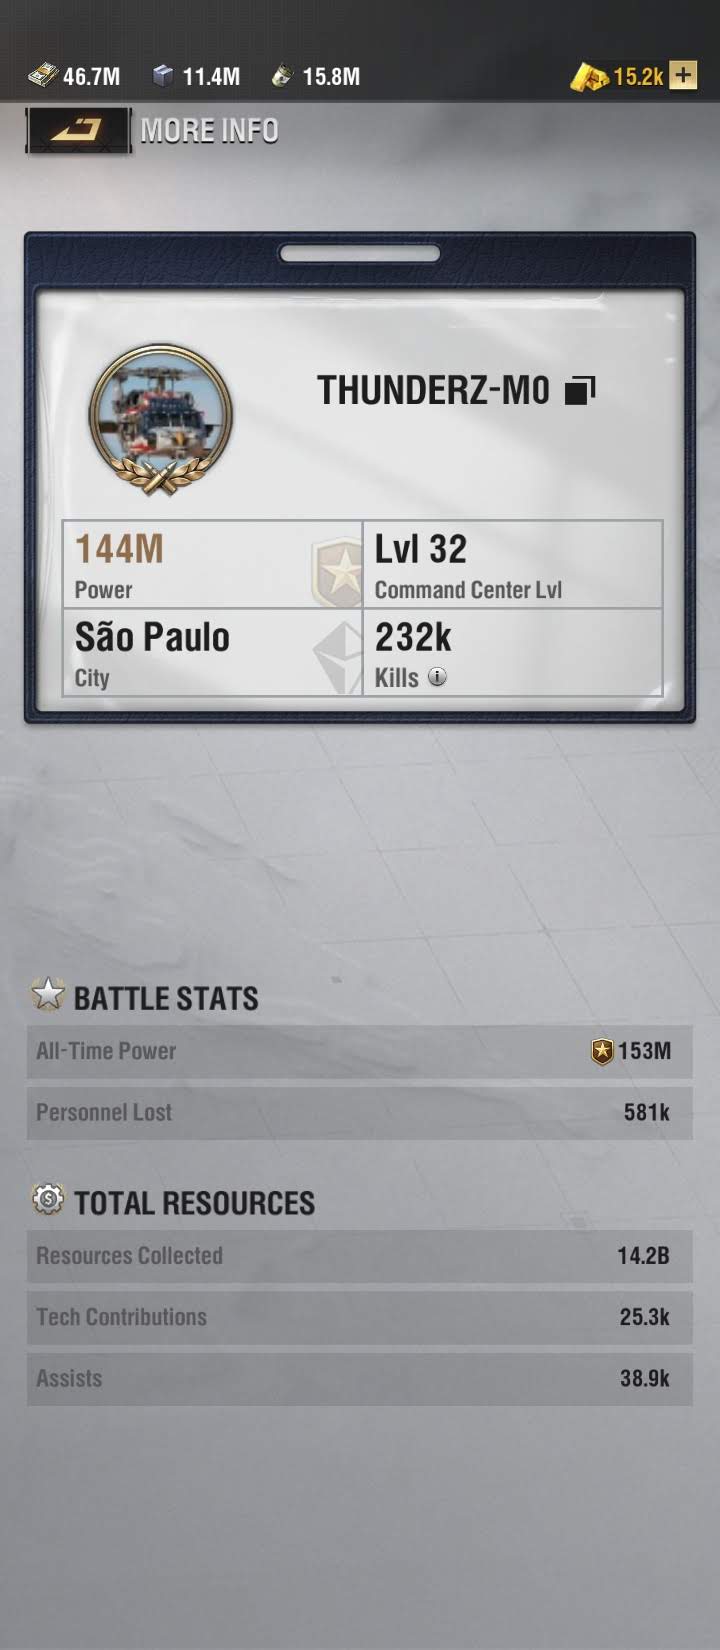 46.7M 11.4M 15.8M 15.2k +
MORE INFO
THUNDERZ-M0
144M
Power
Lvl 32
Command Center Lvl
São Paulo
City
232k
Kills i
BATTLE STATS
All-Time Power 153M
Personnel Lost 581k
TOTAL RESOURCES
Resources Collected 14.2B
Tech Contributions 25.3k
Assists 38.9k